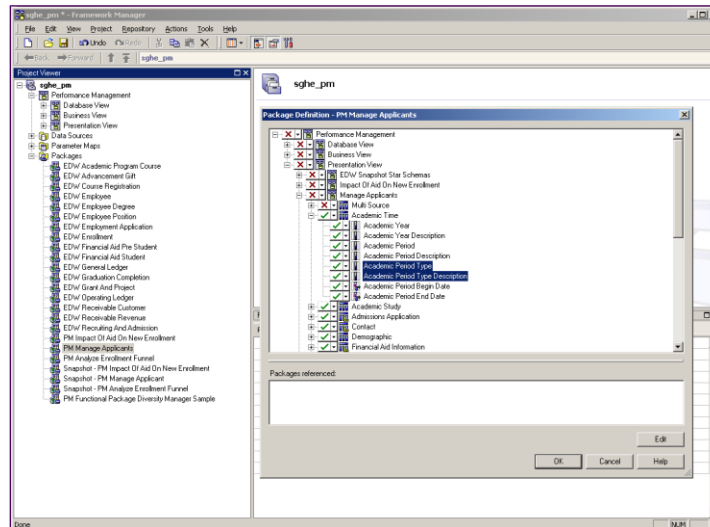 sghe_pm * - Framework Manager
File Edit View Project Repository Actions Tools Help
Undo Redo
Back Forward sghe_pm
Project Viewer
sghe_pm
Performance Management
Database View
Business View
Presentation View
Data Sources
Parameter Maps
Packages
EDW Academic Program Course
EDW Advancement Gift
EDW Course Registration
EDW Employee
EDW Employee Degree
EDW Employee Position
EDW Employment Application
EDW Enrollment
EDW Financial Aid Pre Student
EDW Financial Aid Student
EDW General Ledger
EDW Graduation Completion
EDW Grant And Project
EDW Operating Ledger
EDW Receivable Customer
EDW Receivable Revenue
EDW Recruiting And Admission
PM Impact Of Aid On New Enrollment
PM Manage Applicants
PM Analyze Enrollment Funnel
Snapshot - PM Impact Of Aid On New Enrollment
Snapshot - PM Manage Applicant
Snapshot - PM Analyze Enrollment Funnel
PM Functional Package Diversity Manager Sample
sghe_pm
Package Definition - PM Manage Applicants
Performance Management
Database View
Business View
Presentation View
EDW Snapshot Star Schemas
Impact Of Aid On New Enrollment
Manage Applicants
Multi Source
Academic Time
Academic Year
Academic Year Description
Academic Period
Academic Period Description
Academic Period Type
Academic Period Type Description
Academic Period Begin Date
Academic Period End Date
Academic Study
Admissions Application
Contact
Demographic
Financial Aid Information
Packages referenced:
Edit
OK Cancel Help
Done NUM